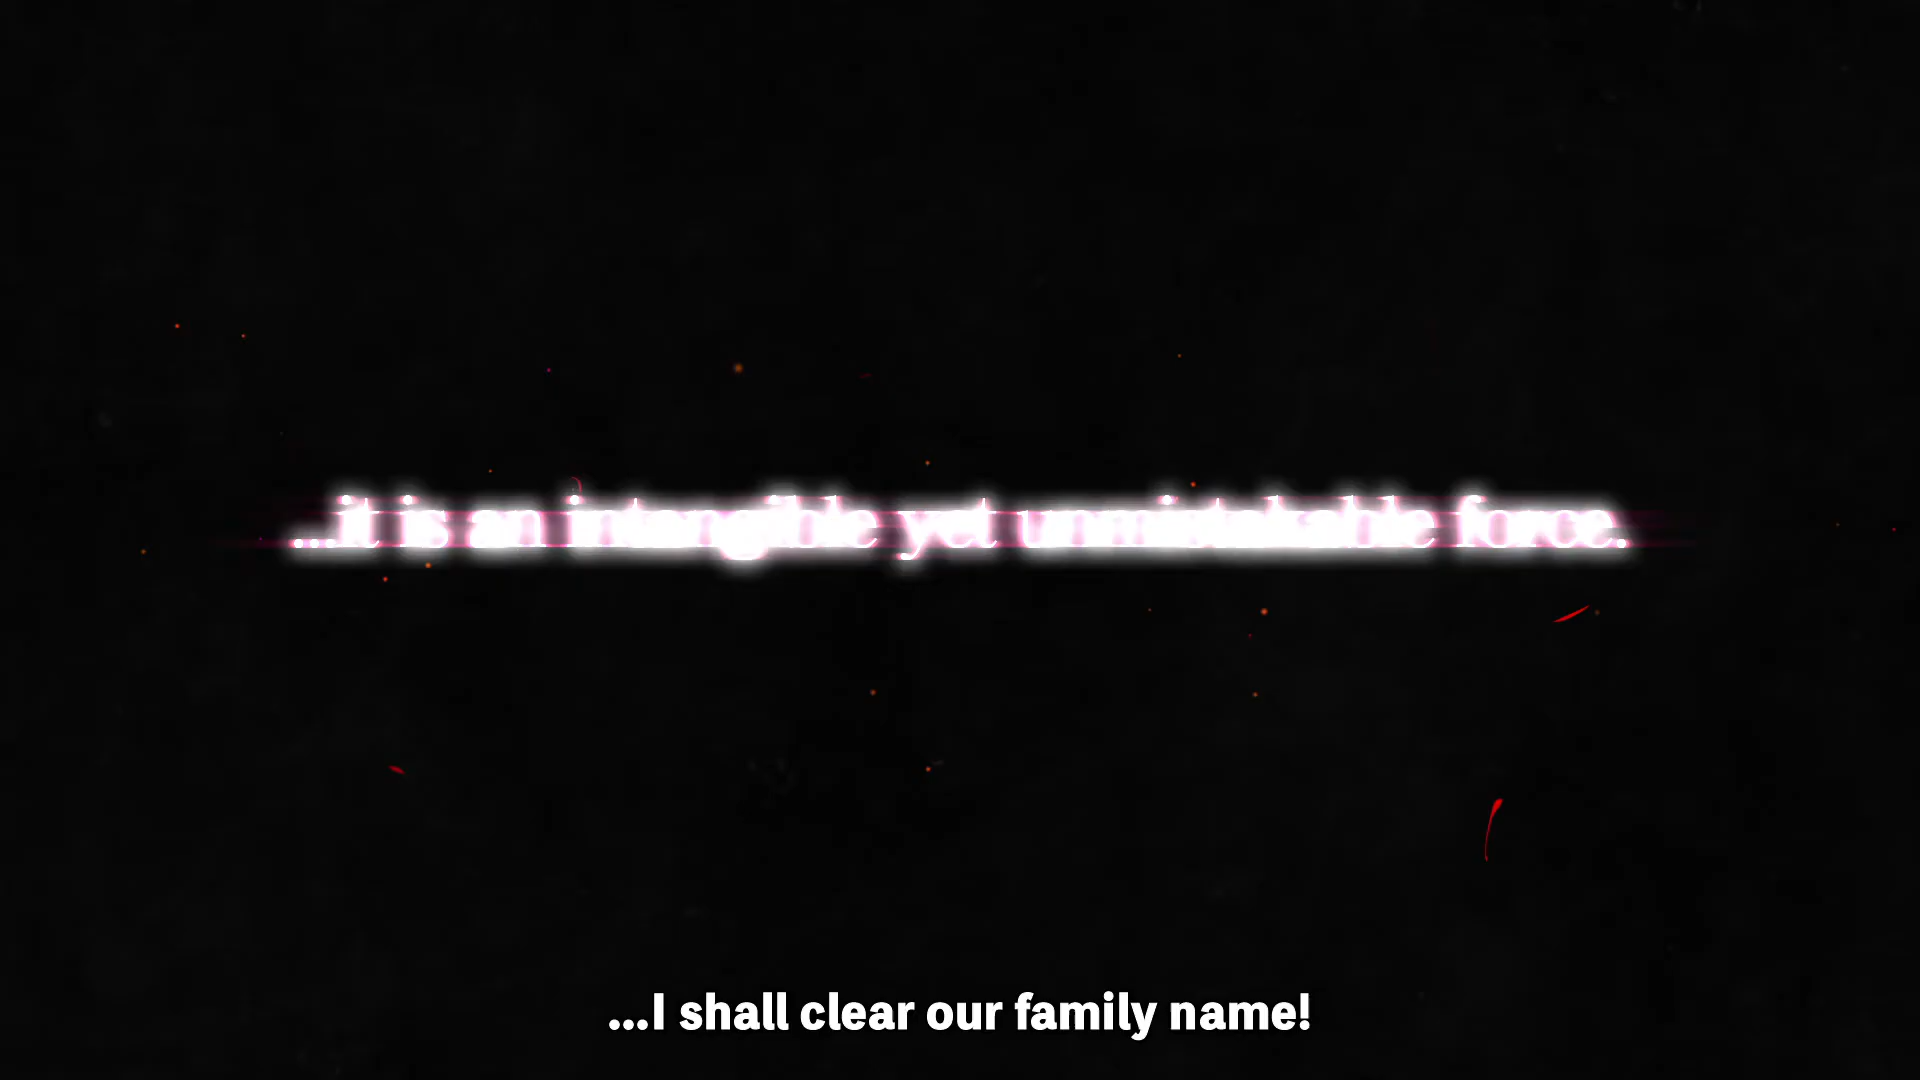 ...it is an intangible yet unmistakable force.
...I shall clear our family name!